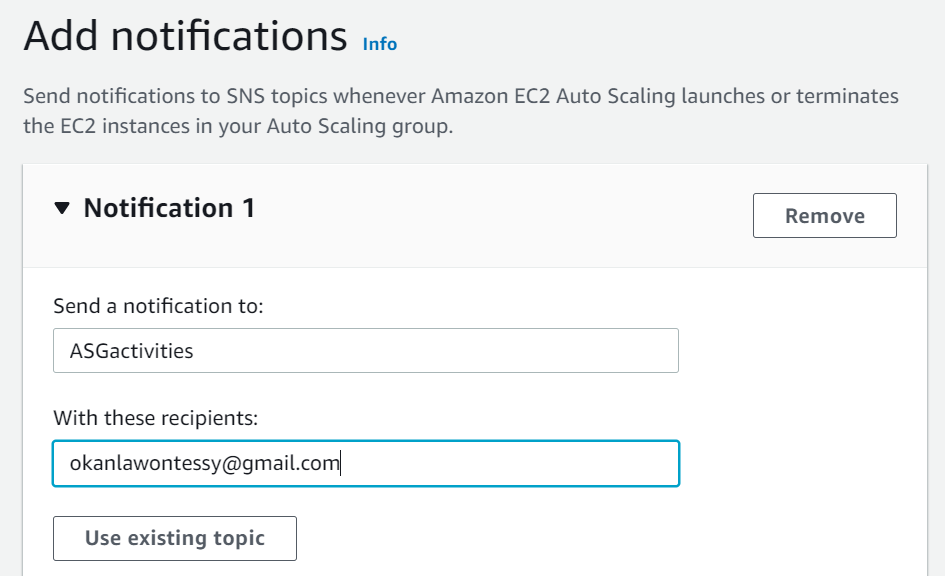 Add notifications Info
Send notifications to SNS topics whenever Amazon EC2 Auto Scaling launches or terminates
the EC2 instances in your Auto Scaling group.
Notification 1
Remove
Send a notification to:
ASGactivities
With these recipients:
okanlawontessy@gmail.com
Use existing topic